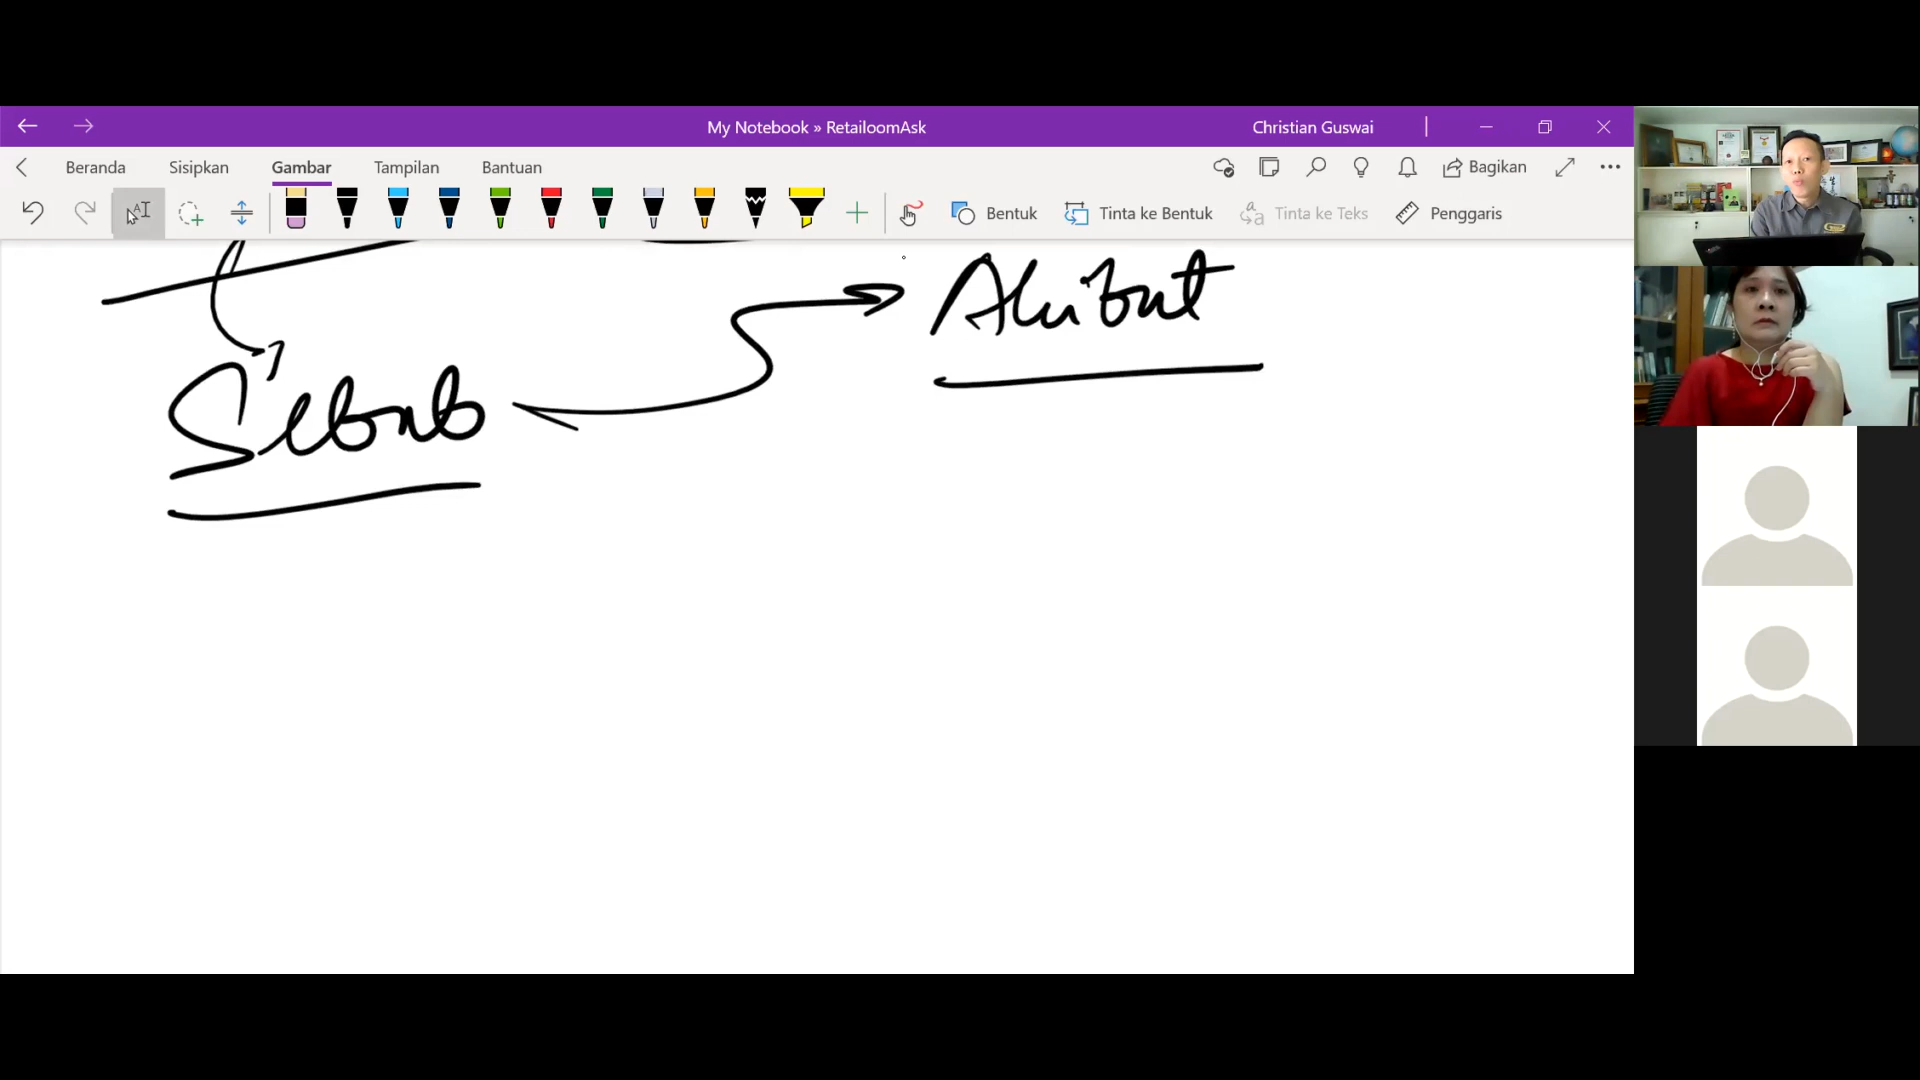 My Notebook » RetailoomAsk
Christian Guswai
Beranda
Sisipkan
Gambar
Tampilan
Bantuan
Bagikan
Bentuk
Tinta ke Bentuk
Tinta ke Teks
Penggaris
Akibat
Sebab